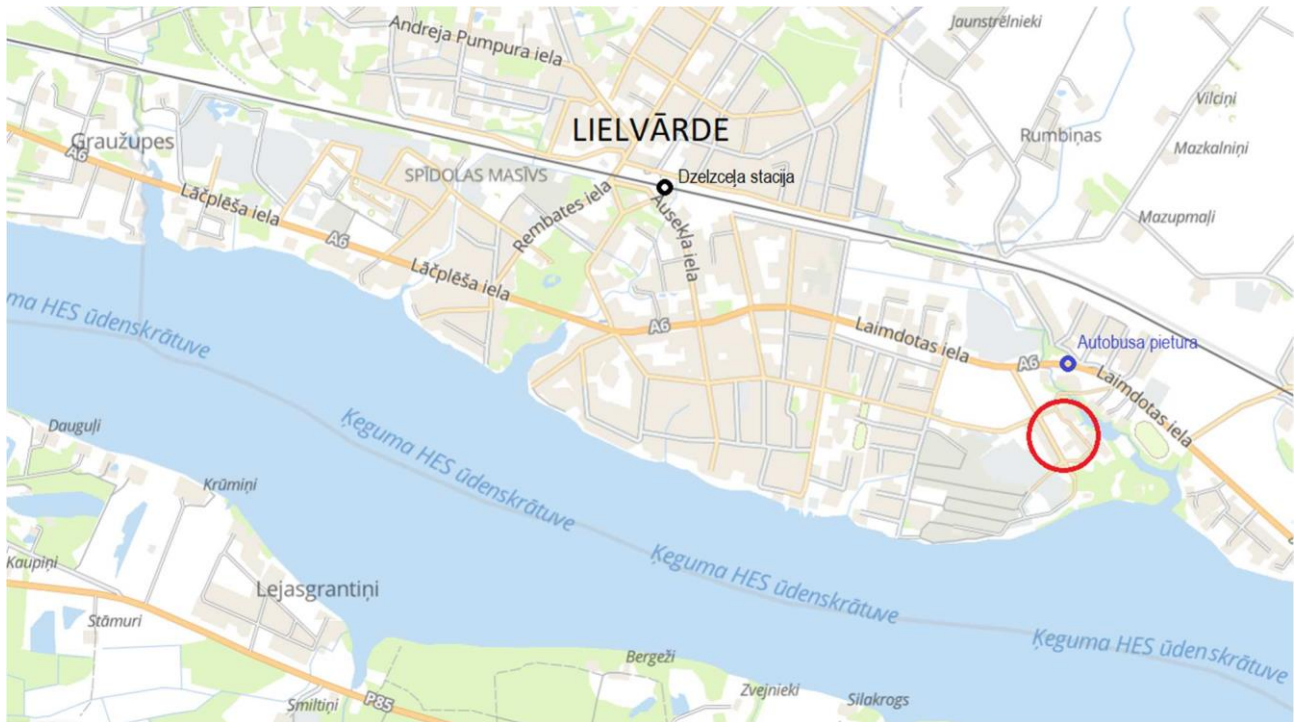 Jaunstrēlnieki
Andreja Pumpura iela
Vilciņi
LIELVĀRDE
Rumbiņas
Graužupes
Mazkalniņi
A6
SPĪDOLAS MASĪVS
Dzelzceļa stacija
Lāčplēša iela
Rembates iela
Ausekļa iela
Mazupmaļi
A6
Lāčplēša iela
ma HES ūdenskrātuve
A6
Laimdotas iela
Autobusa pietura
A6
Laimdotas iela
Dauguļi
Ķeguma HES ūdenskrātuve
Krūmiņi
Ķeguma HES ūdenskrātuve
Kaupiņi
Lejasgrantiņi
Stāmuri
Ķeguma HES ūdenskrātuve
Bergeži
Smiltiņi
P85
Zvejnieki
Silakrogs